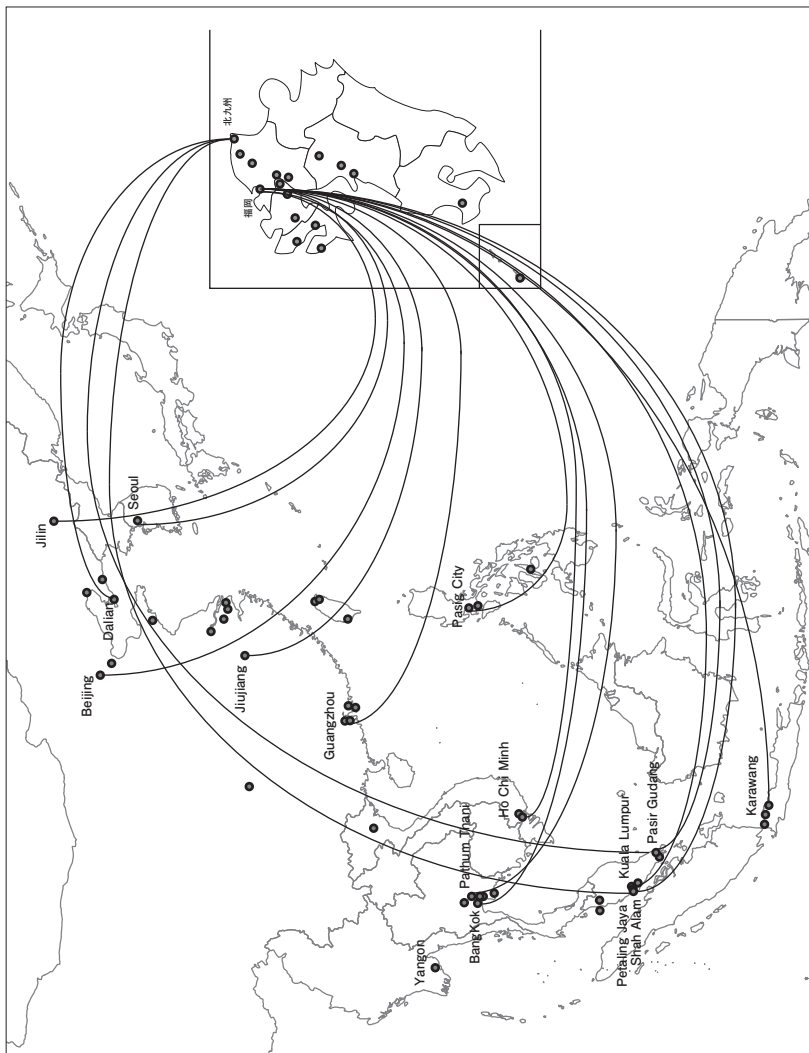 北九州
福岡
Jilin
Seoul
Dalian
Beijing
Jiujiang
Guangzhou
Pasig City
Ho Chi Minh
Pathum Thani
BangKok
Yangon
Kuala Lumpur
Pasir Gudang
Petaling Jaya
Shah Alam
Karawang